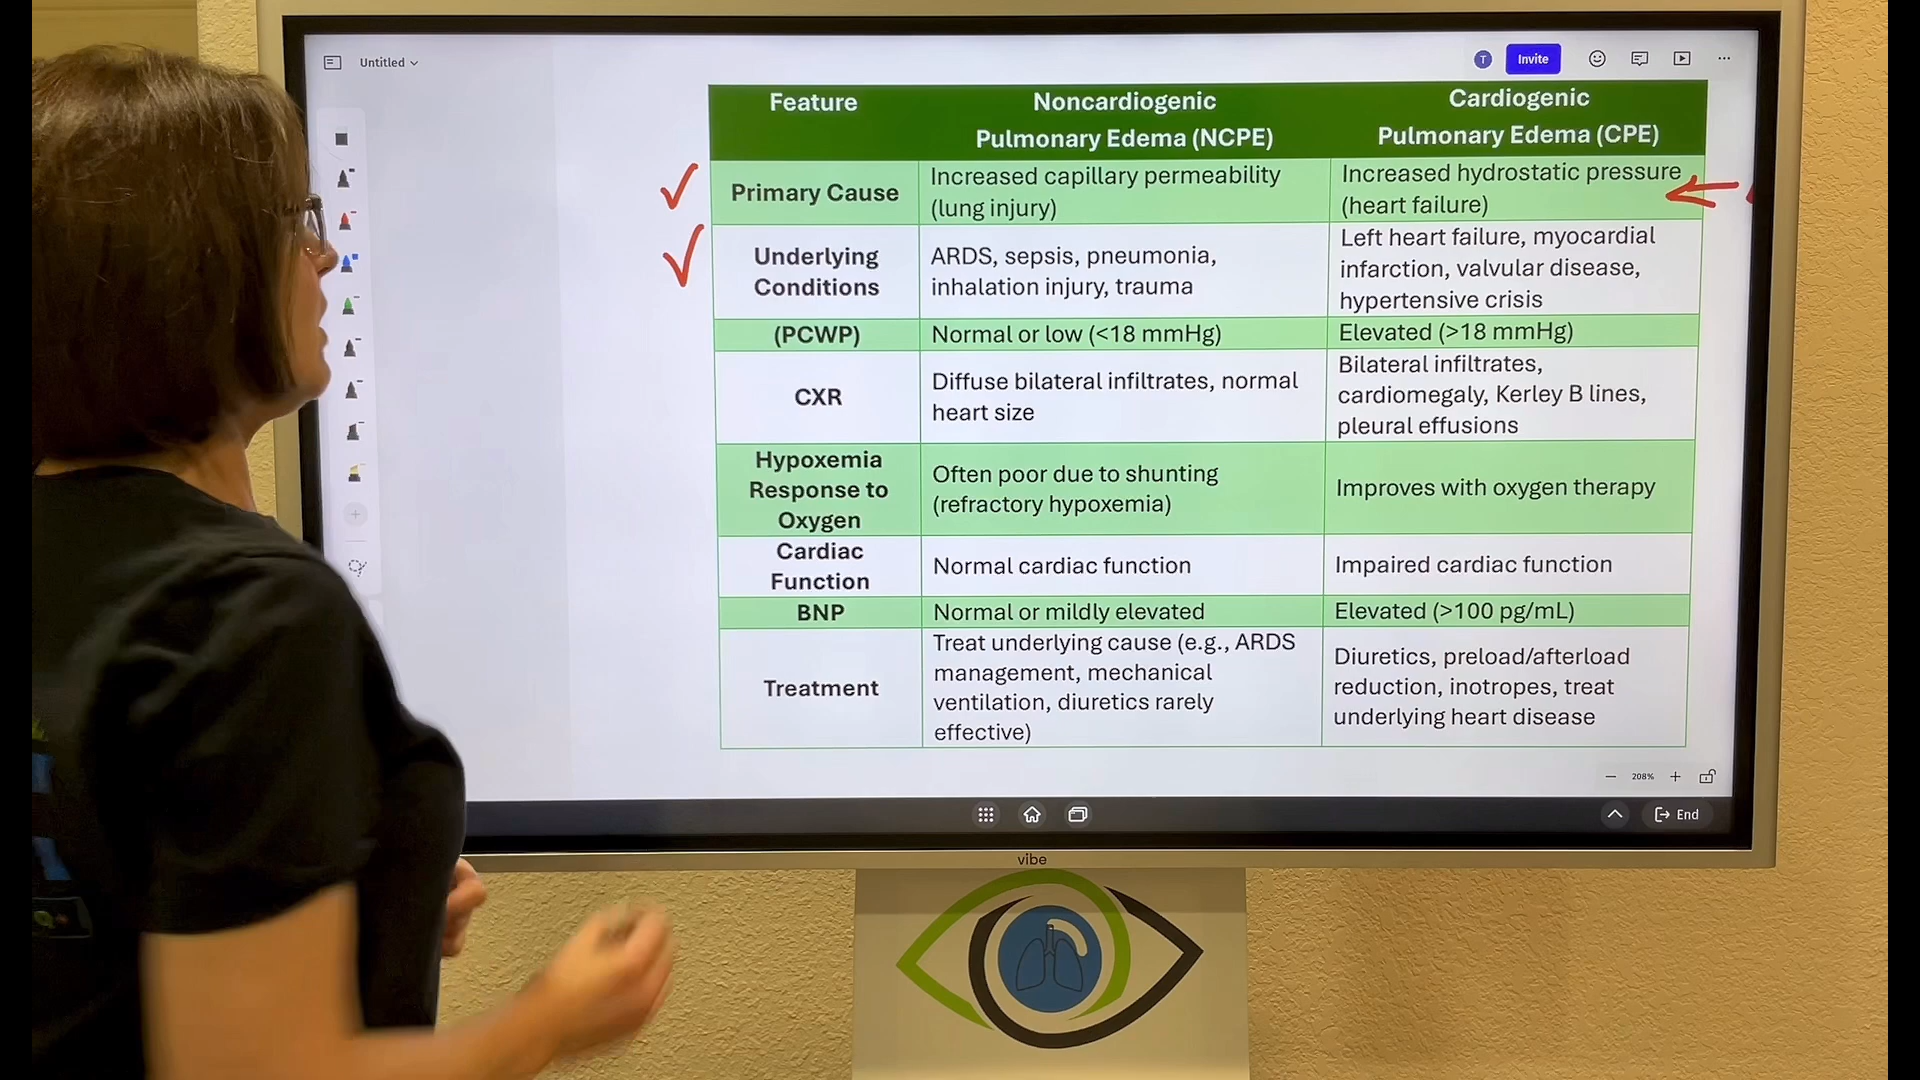 Untitled
T
Invite
Feature
Noncardiogenic
Pulmonary Edema (NCPE)
Cardiogenic
Pulmonary Edema (CPE)
Primary Cause
Increased capillary permeability
(lung injury)
Increased hydrostatic pressure
(heart failure)
Underlying
Conditions
ARDS, sepsis, pneumonia,
inhalation injury, trauma
Left heart failure, myocardial
infarction, valvular disease,
hypertensive crisis
(PCWP)
Normal or low (<18 mmHg)
Elevated (>18 mmHg)
CXR
Diffuse bilateral infiltrates, normal
heart size
Bilateral infiltrates,
cardiomegaly, Kerley B lines,
pleural effusions
Hypoxemia
Response to
Oxygen
Often poor due to shunting
(refractory hypoxemia)
Improves with oxygen therapy
Cardiac
Function
Normal cardiac function
Impaired cardiac function
BNP
Normal or mildly elevated
Elevated (>100 pg/mL)
Treatment
Treat underlying cause (e.g., ARDS
management, mechanical
ventilation, diuretics rarely
effective)
Diuretics, preload/afterload
reduction, inotropes, treat
underlying heart disease
208%
End
vibe